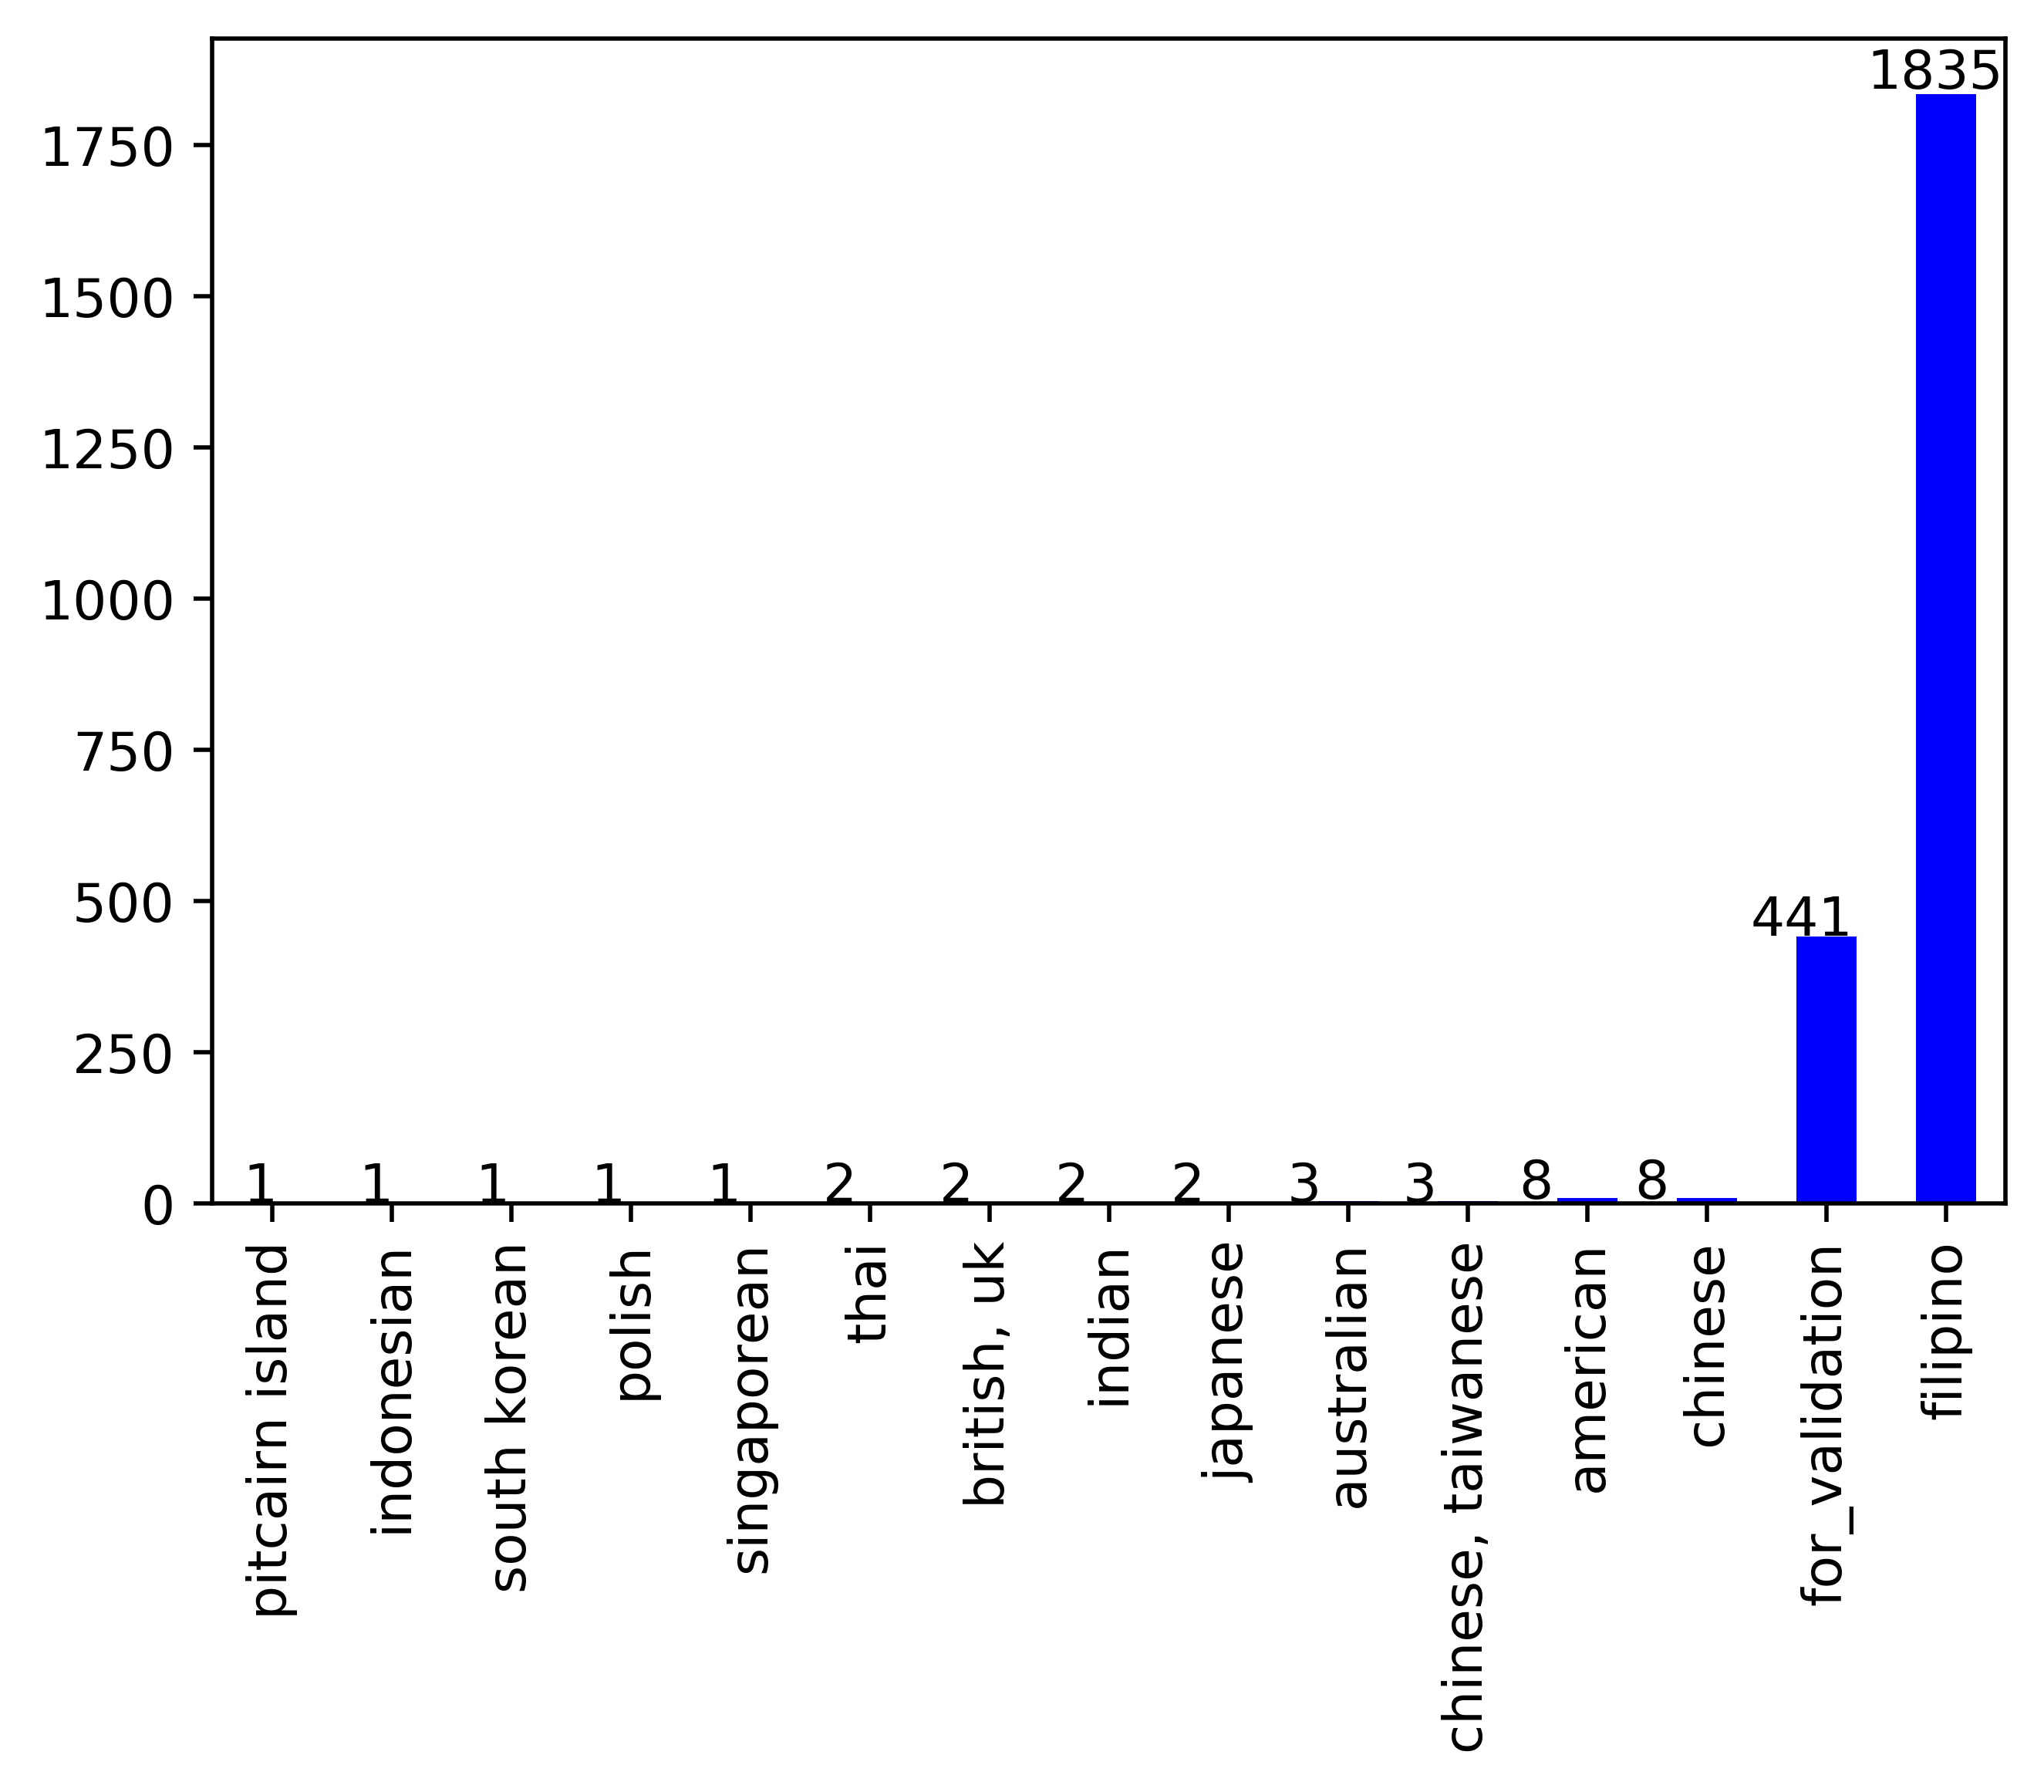 1835
1750
1500
1250
1000
750
500
441
250
0
1 1 1 1 1 2 2 2 2 3 3 8 8
pitcairn island
indonesian
south korean
polish
singaporean
thai
british, uk
indian
japanese
australian
chinese, taiwanese
american
chinese
for_validation
filipino